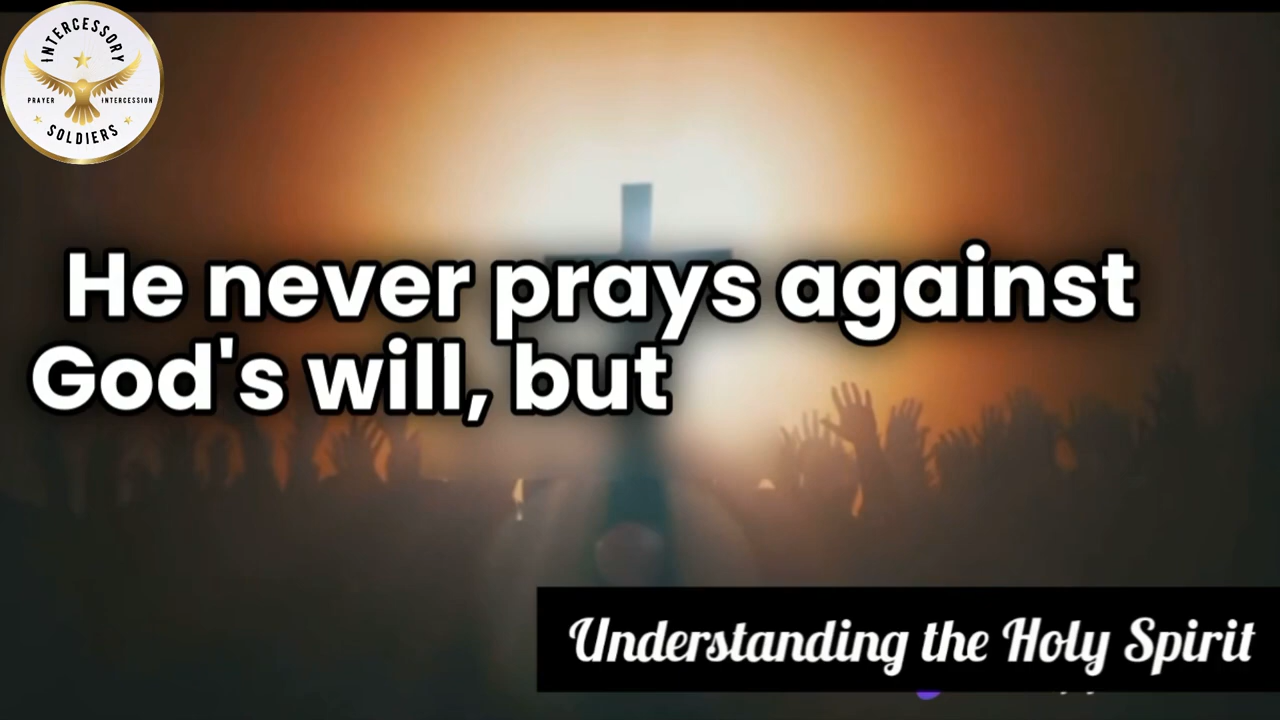 INTERCESSORY
PRAYER INTERCESSION
SOLDIERS
He never prays against
God's will, but
Understanding the Holy Spirit